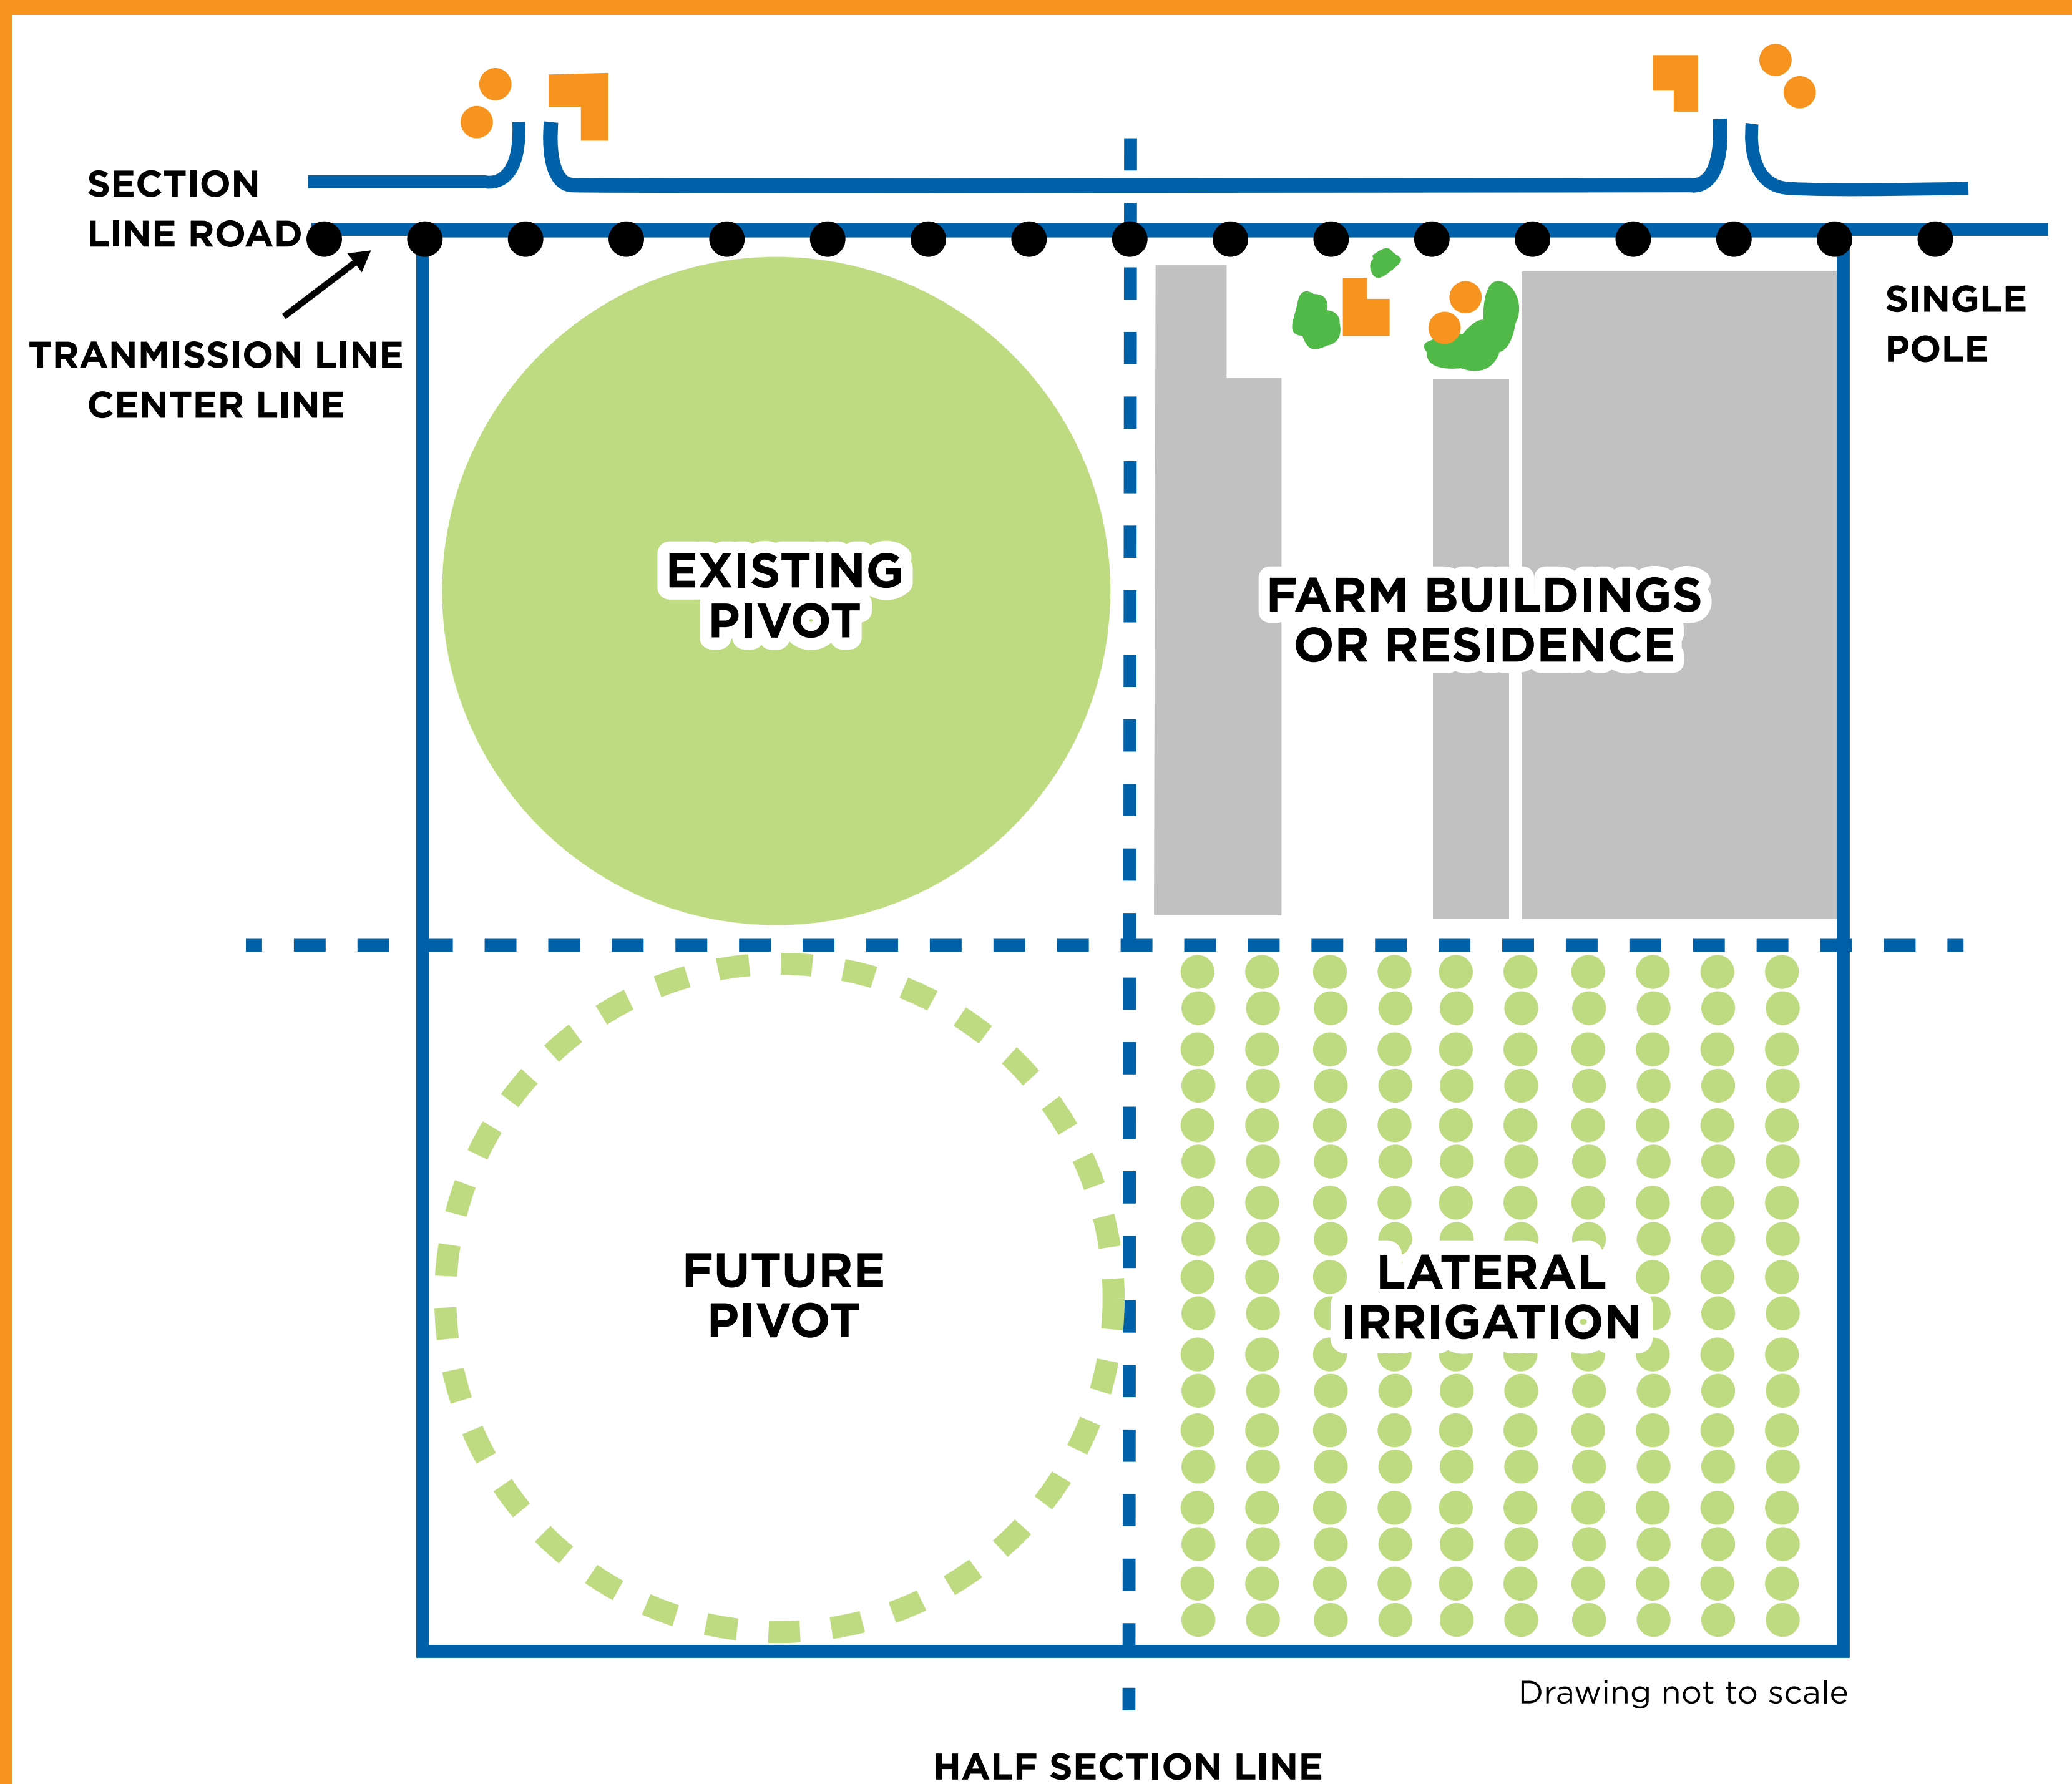 SECTION
LINE ROAD
TRANMISSION LINE
CENTER LINE
SINGLE
POLE
EXISTING
PIVOT
FARM BUILDINGS
OR RESIDENCE
FUTURE
PIVOT
LATERAL
IRRIGATION
Drawing not to scale
HALF SECTION LINE